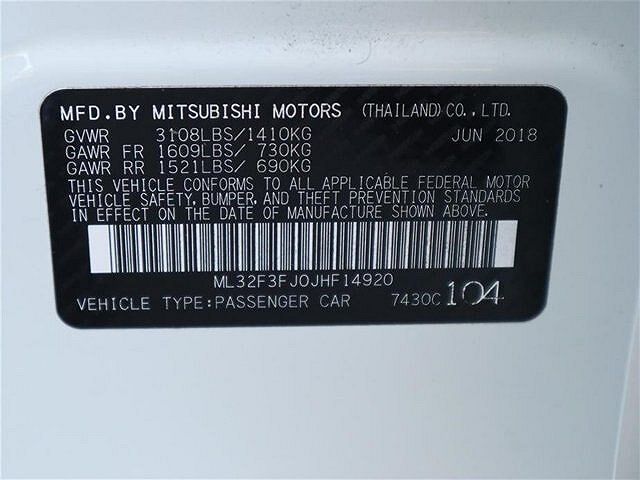 MFD.BY MITSUBISHI MOTORS (THAILAND)CO.,LTD.
GVWR 3108LBS/1410KG JUN 2018
GAWR FR 1609LBS/ 730KG
GAWR RR 1521LBS/ 690KG
THIS VEHICLE CONFORMS TO ALL APPLICABLE FEDERAL MOTOR
VEHICLE SAFETY, BUMPER, AND THEFT PREVENTION STANDARDS
IN EFFECT ON THE DATE OF MANUFACTURE SHOWN ABOVE.
ML32F3FJ0JHF14920
VEHICLE TYPE:PASSENGER CAR 7430C 104